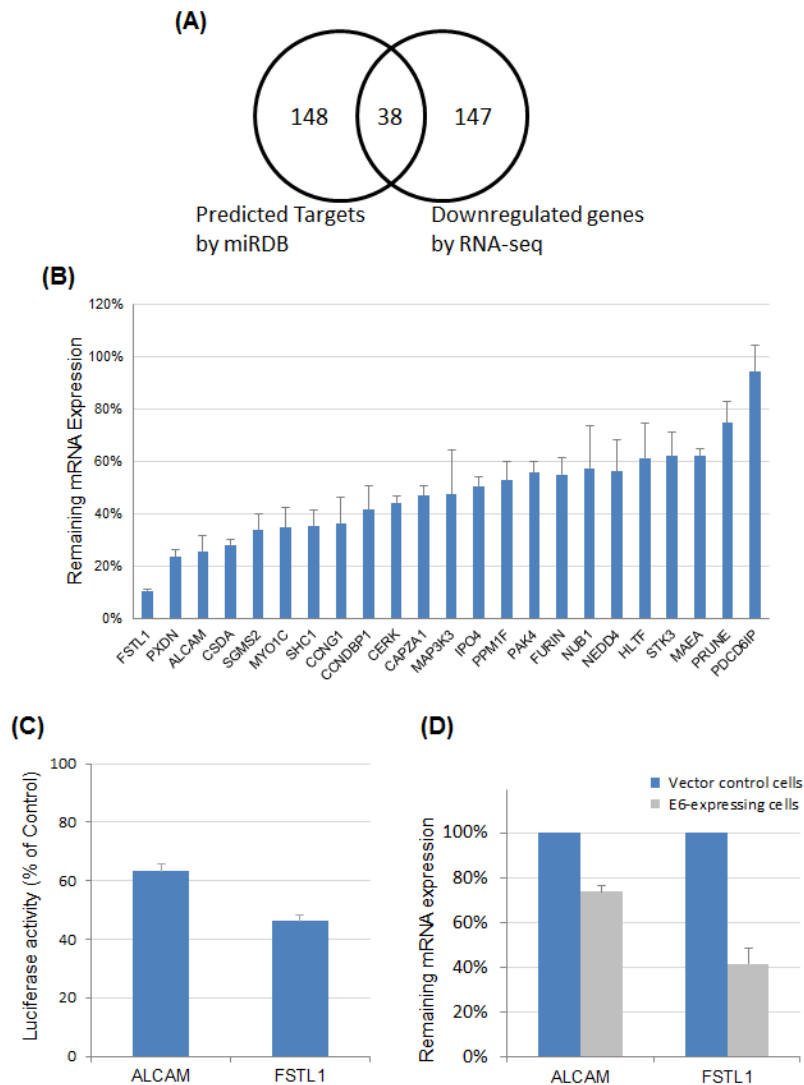 (A)
148
38
147
Predicted Targets
by miRDB
Downregulated genes
by RNA-seq
(B)
Remaining mRNA Expression
120%
100%
80%
60%
40%
20%
0%
FSTL1
PXDN
ALCAM
CSDA
SGMS2
MYO1C
SHC1
CCNG1
CCNDBP1
CERK
CAPZA1
MAP3K3
IPO4
PPM1F
PAK4
FURIN
NUB1
NEDD4
HLTF
STK3
MAEA
PRUNE
PDCD6IP
(C)
Luciferase activity (% of Control)
100
80
60
40
20
0
ALCAM
FSTL1
(D)
Vector control cells
E6-expressing cells
Remaining mRNA expression
100%
80%
60%
40%
20%
0%
ALCAM
FSTL1